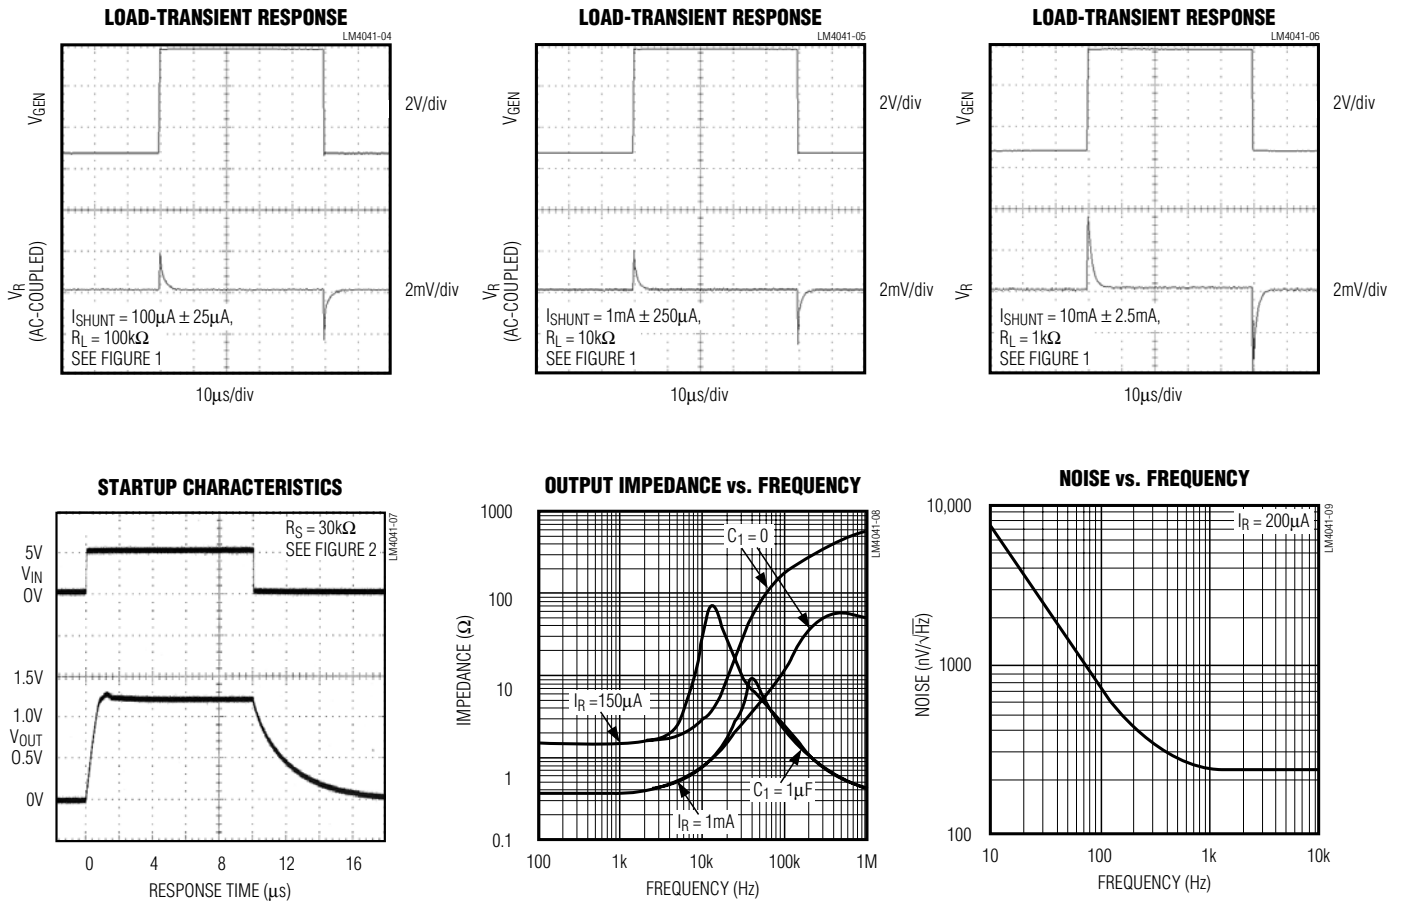 LOAD-TRANSIENT RESPONSE
LM4041-04
VGEN
2V/div
VR
(AC-COUPLED)
2mV/div
ISHUNT = 100µA ± 25µA,
RL = 100kΩ
SEE FIGURE 1
10µs/div
LOAD-TRANSIENT RESPONSE
LM4041-05
VGEN
2V/div
VR
(AC-COUPLED)
2mV/div
ISHUNT = 1mA ± 250µA,
RL = 10kΩ
SEE FIGURE 1
10µs/div
LOAD-TRANSIENT RESPONSE
LM4041-06
VGEN
2V/div
VR
2mV/div
ISHUNT = 10mA ± 2.5mA,
RL = 1kΩ
SEE FIGURE 1
10µs/div
STARTUP CHARACTERISTICS
RS = 30kΩ
SEE FIGURE 2
LM4041-07
5V
VIN
0V
1.5V
1.0V
VOUT
0.5V
0V
0 4 8 12 16
RESPONSE TIME (µs)
OUTPUT IMPEDANCE vs. FREQUENCY
LM4041-08
1000
100
10
1
0.1
IMPEDANCE (Ω)
C1 = 0
IR = 150µA
C1 = 1µF
IR = 1mA
100 1k 10k 100k 1M
FREQUENCY (Hz)
NOISE vs. FREQUENCY
LM4041-09
IR = 200µA
10,000
1000
100
NOISE (nV/√Hz)
10 100 1k 10k
FREQUENCY (Hz)